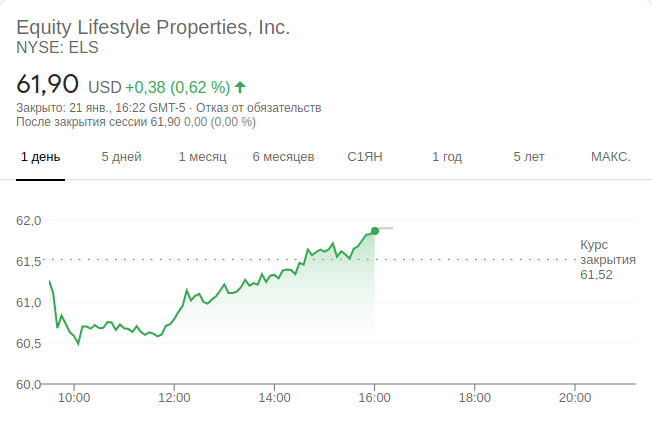 Equity Lifestyle Properties, Inc.
NYSE: ELS
61,90 USD +0,38 (0,62 %)
Закрыто: 21 янв., 16:22 GMT-5 · Отказ от обязательств
После закрытия сессии 61,90 0,00 (0,00 %)
1 день 5 дней 1 месяц 6 месяцев С1ЯН 1 год 5 лет МАКС.
62,0
61,5
61,0
60,5
60,0
Курс
закрытия
61,52
10:00 12:00 14:00 16:00 18:00 20:00